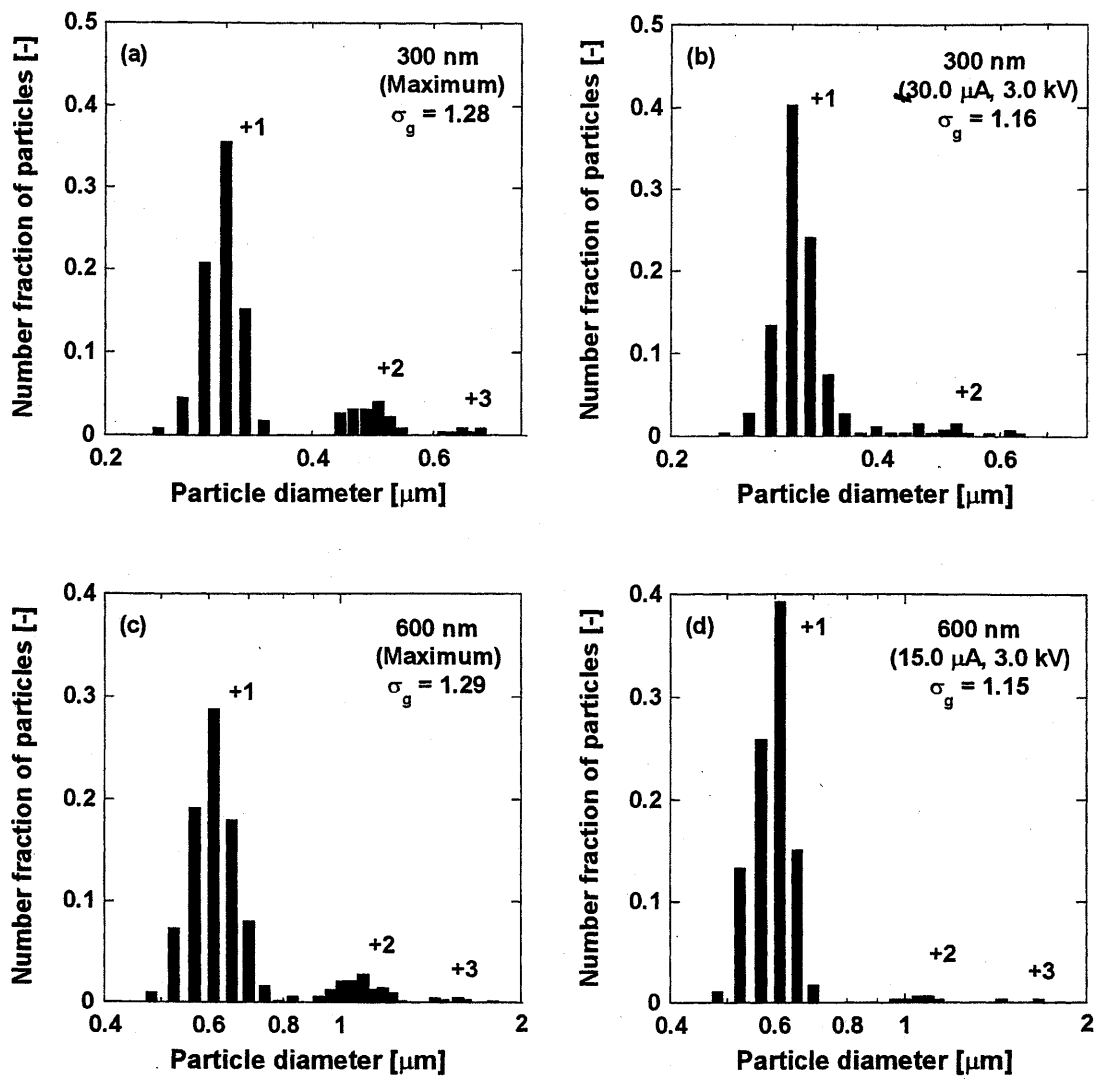 (a)
300 nm
(Maximum)
σg = 1.28
+1
+2
+3
0.5
0.4
0.3
0.2
0.1
0
0.2
0.4
0.6
Number fraction of particles [-]
Particle diameter [μm]
(b)
300 nm
(30.0 μA, 3.0 kV)
σg = 1.16
+1
+2
0.5
0.4
0.3
0.2
0.1
0
0.2
0.4
0.6
Number fraction of particles [-]
Particle diameter [μm]
(c)
600 nm
(Maximum)
σg = 1.29
+1
+2
+3
0.4
0.3
0.2
0.1
0
0.4
0.6
0.8
1
2
Number fraction of particles [-]
Particle diameter [μm]
(d)
600 nm
(15.0 μA, 3.0 kV)
σg = 1.15
+1
+2
+3
0.4
0.3
0.2
0.1
0
0.4
0.6
0.8
1
2
Number fraction of particles [-]
Particle diameter [μm]